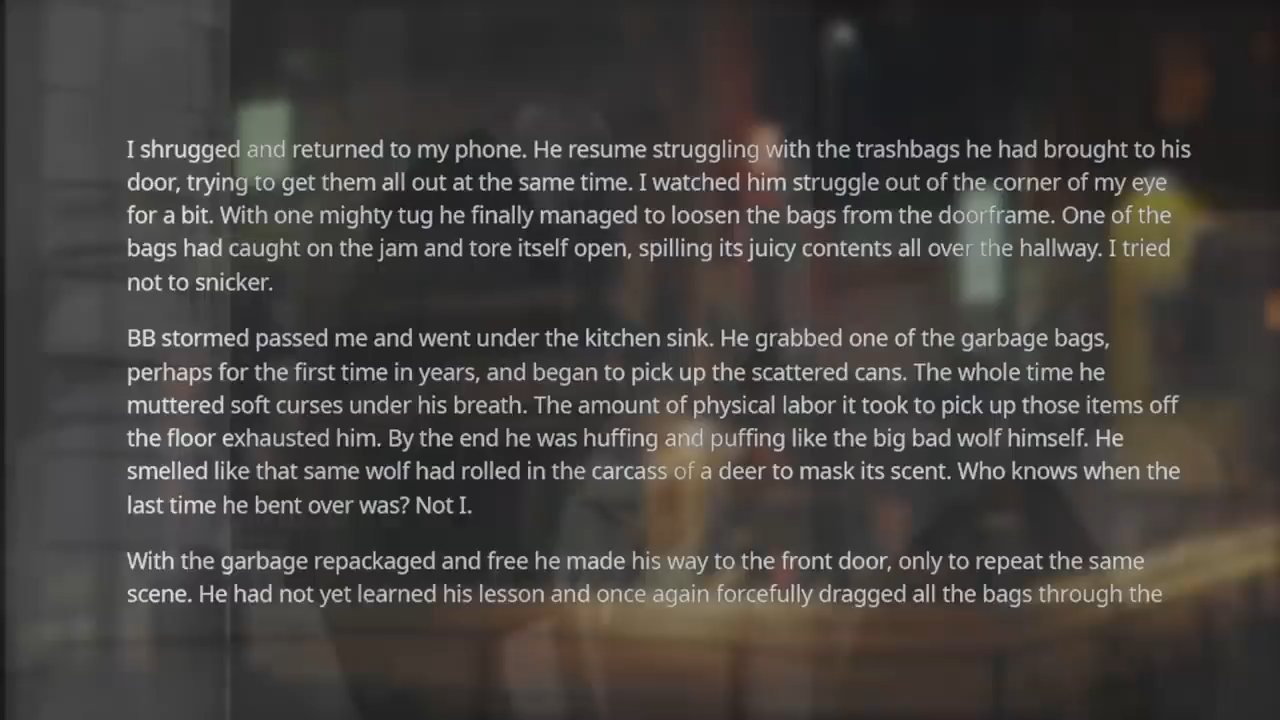 I shrugged and returned to my phone. He resume struggling with the trashbags he had brought to his
door, trying to get them all out at the same time. I watched him struggle out of the corner of my eye
for a bit. With one mighty tug he finally managed to loosen the bags from the doorframe. One of the
bags had caught on the jam and tore itself open, spilling its juicy contents all over the hallway. I tried
not to snicker.
BB stormed passed me and went under the kitchen sink. He grabbed one of the garbage bags,
perhaps for the first time in years, and began to pick up the scattered cans. The whole time he
muttered soft curses under his breath. The amount of physical labor it took to pick up those items off
the floor exhausted him. By the end he was huffing and puffing like the big bad wolf himself. He
smelled like that same wolf had rolled in the carcass of a deer to mask its scent. Who knows when the
last time he bent over was? Not I.
With the garbage repackaged and free he made his way to the front door, only to repeat the same
scene. He had not yet learned his lesson and once again forcefully dragged all the bags through the